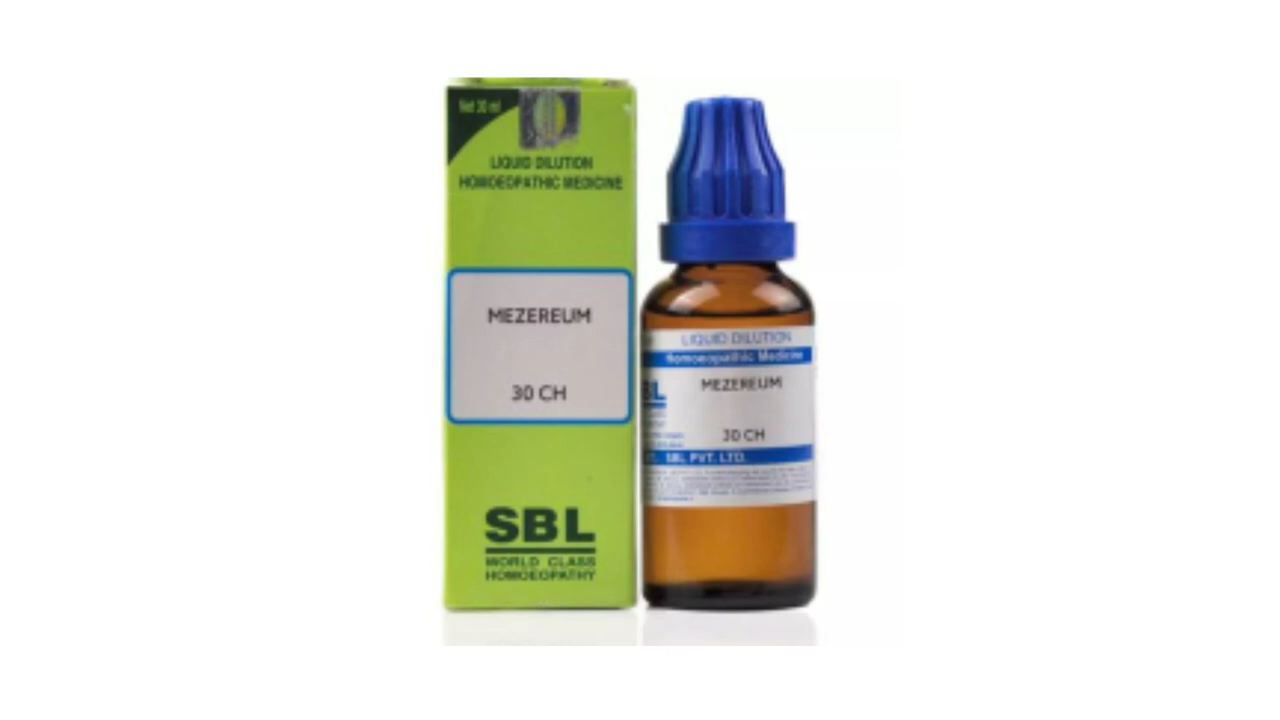 Net 30 ml
LIQUID DILUTION
HOMOEOPATHIC MEDICINE
MEZEREUM
30 CH
SBL
WORLD CLASS
HOMOEOPATHY
LIQUID DILUTION
Homoeopathic Medicine
BL
MEZEREUM
30 CH
SBL PVT. LTD.